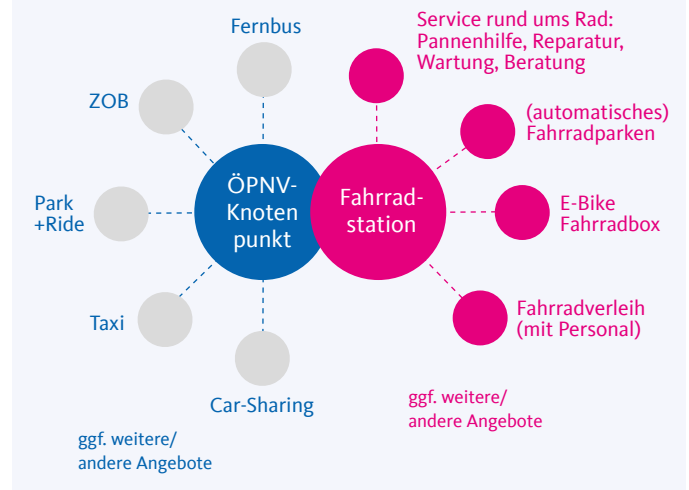 Fernbus
ZOB
Park
+Ride
Taxi
Car-Sharing
ÖPNV-
Knoten
punkt
ggf. weitere/
andere Angebote
Fahrrad-
station
Service rund ums Rad:
Pannenhilfe, Reparatur,
Wartung, Beratung
(automatisches)
Fahrradparken
E-Bike
Fahrradbox
Fahrradverleih
(mit Personal)
ggf. weitere/
andere Angebote